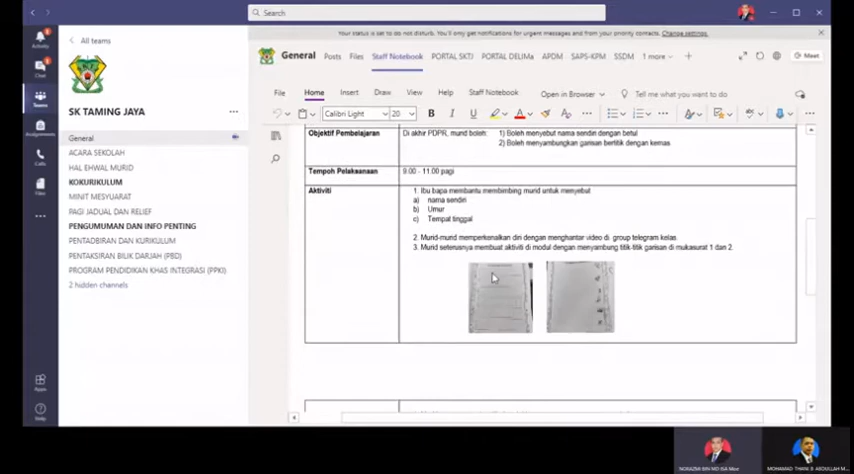 Search
Your status is set to do not disturb. You'll only get notifications for urgent messages and from your priority contacts. Change settings.
Activity
Chat
Teams
Assignments
Calls
Files
Apps
Help
All teams
SK TAMING JAYA
General
ACARA SEKOLAH
HAL EHWAL MURID
KOKURIKULUM
MINIT MESYUARAT
PAGI JADUAL DAN RELIEF
PENGUMUMAN DAN INFO PENTING
PENTADBIRAN DAN KURIKULUM
PENTAKSIRAN BILIK DARJAH (PBD)
PROGRAM PENDIDIKAN KHAS INTEGRASI (PPKI)
2 hidden channels
General Posts Files Staff Notebook PORTAL SKTJ PORTAL DELIMa APDM SAPS-KPM SSDM 1 more Meet
File Home Insert Draw View Help Staff Notebook Open in Browser Tell me what you want to do
Calibri Light 20 B I U
Objektif Pembelajaran Di akhir PDPR, murid boleh: 1) Boleh menyebut nama sendiri dengan betul
2) Boleh menyambungkan garisan bertitik dengan kemas
Tempoh Pelaksanaan 9.00 - 11.00 pagi
Aktiviti 1. Ibu bapa membantu membimbing murid untuk menyebut
a) nama sendiri
b) Umur
c) Tempat tinggal
2. Murid-murid memperkenalkan diri dengan menghantar video di group telegram kelas
3. Murid seterusnya membuat aktiviti di modul dengan menyambung titik-titik garisan di mukasurat 1 dan 2.
NORAZMI BIN MD ISA Moe
MOHAMAD THANI B ABDULLAH M...